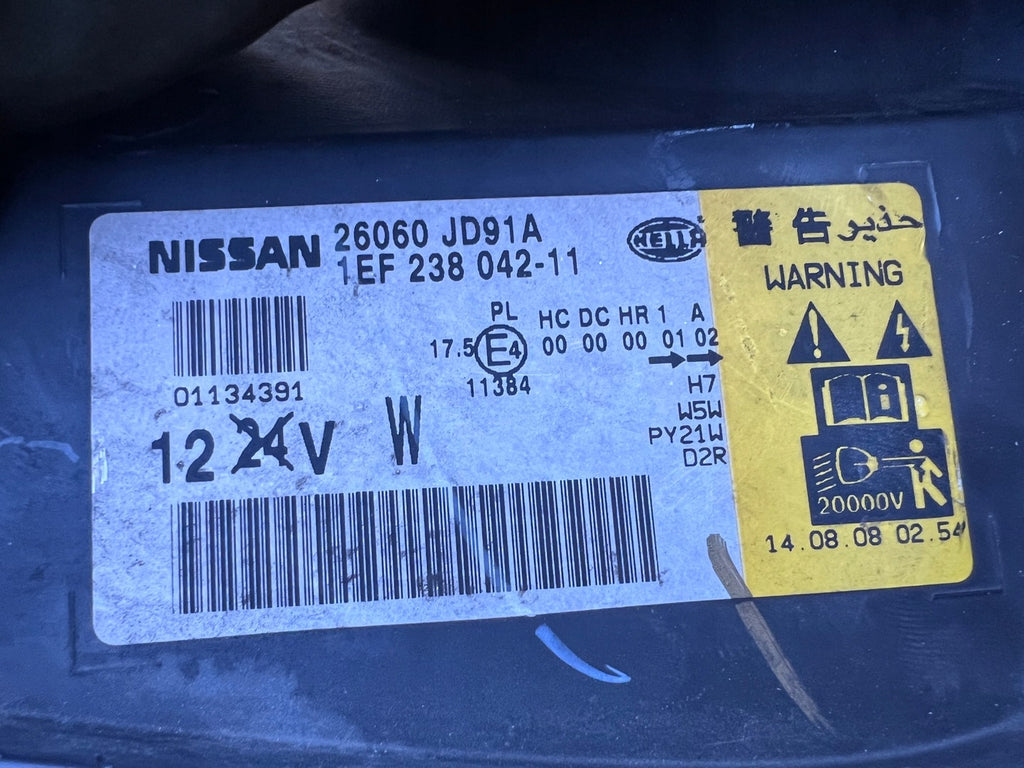 NISSAN
26060 JD91A
1EF 238 042-11
HELLA
01134391
PL
17.5 E4
11384
HC DC HR 1 A
00 00 00 01 02
H7
W5W
PY21W
D2R
12 24 V W
警告 حذير
WARNING
20000V
14.08.08 02.54